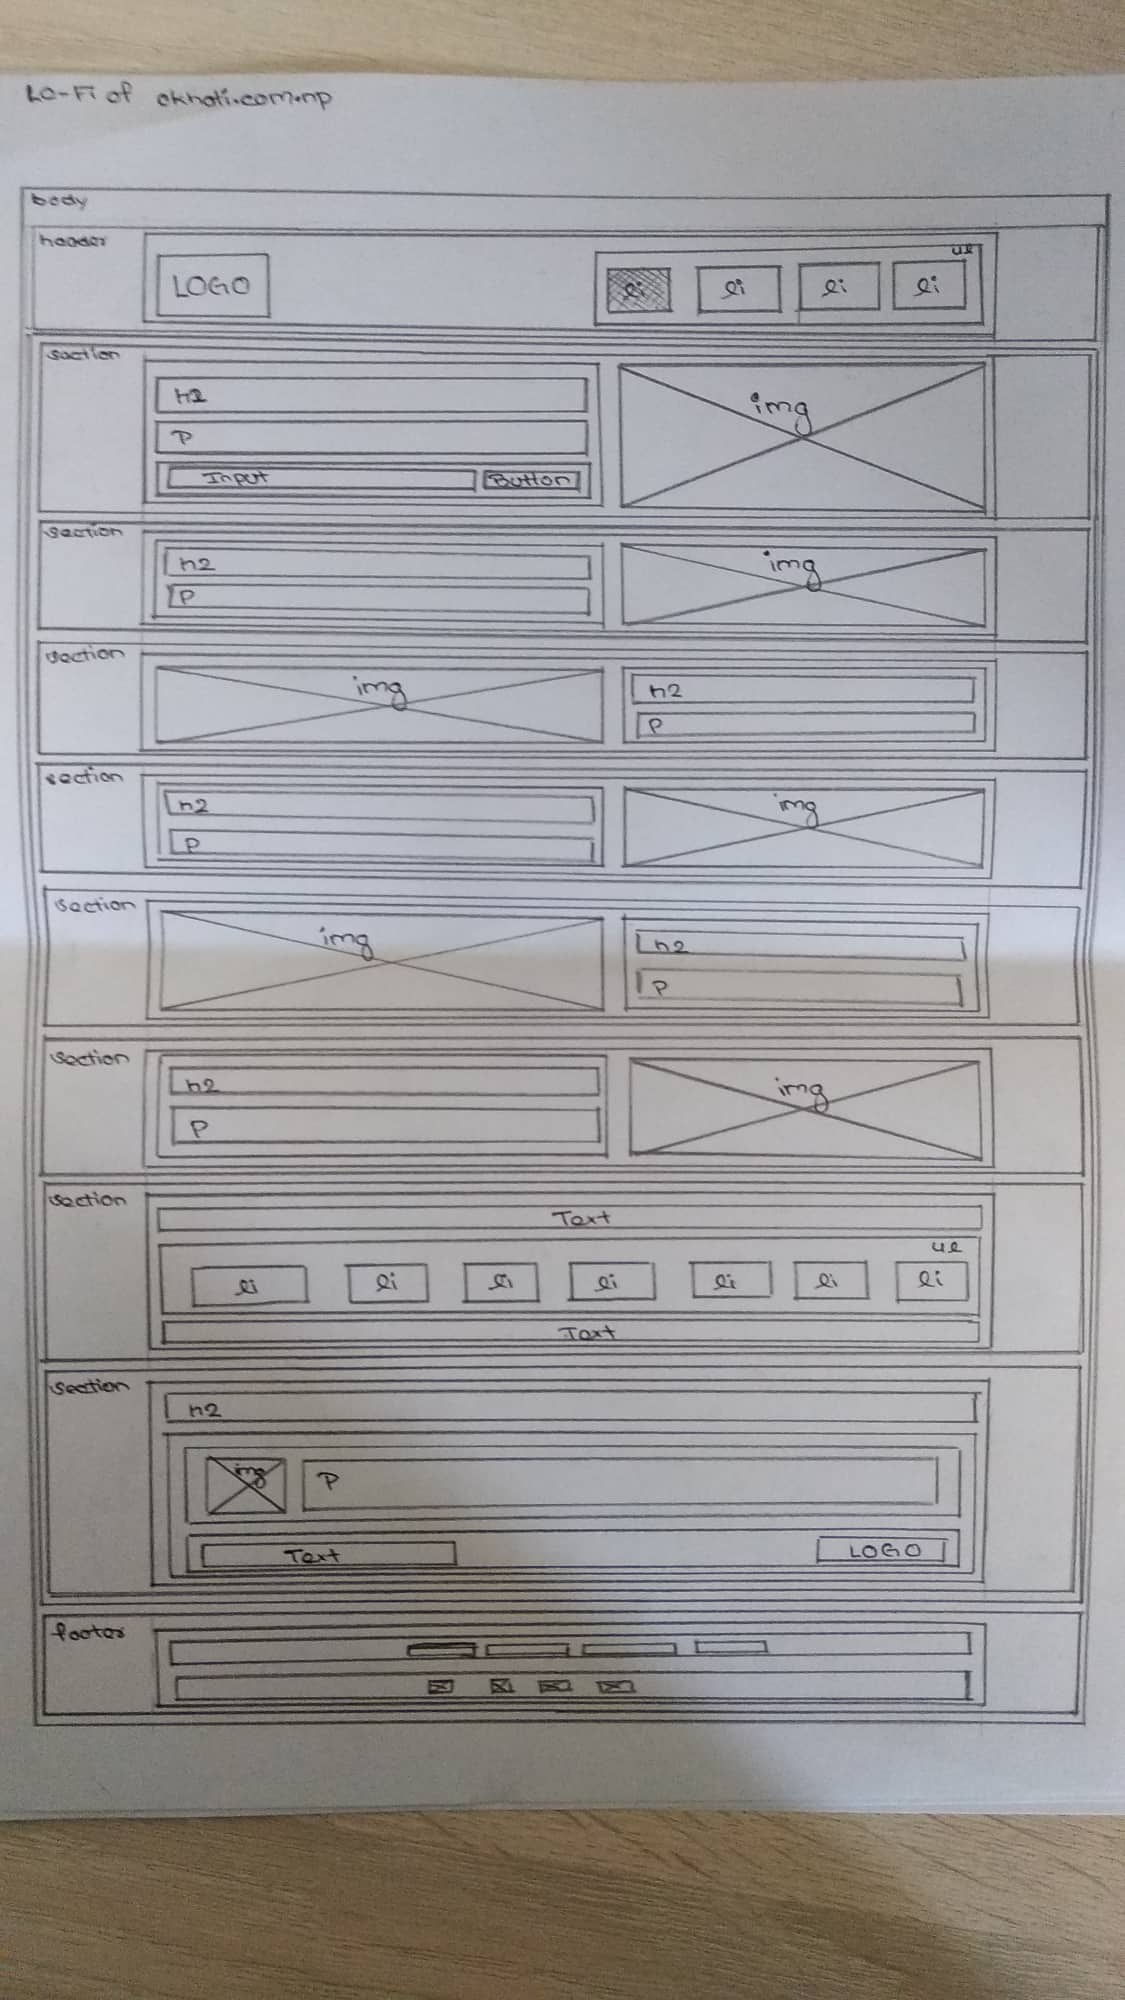 Lo-Fi of okhati.com.np
body
header
ul
LOGO li li li li
section
h2 img
P
Input Button
section
h2 img
P
section
img h2
P
section
h2 img
P
section
img h2
P
section
h2 img
P
section
Text
ul
li li li li li li li
Text
section
h2
img P
Text LOGO
footer